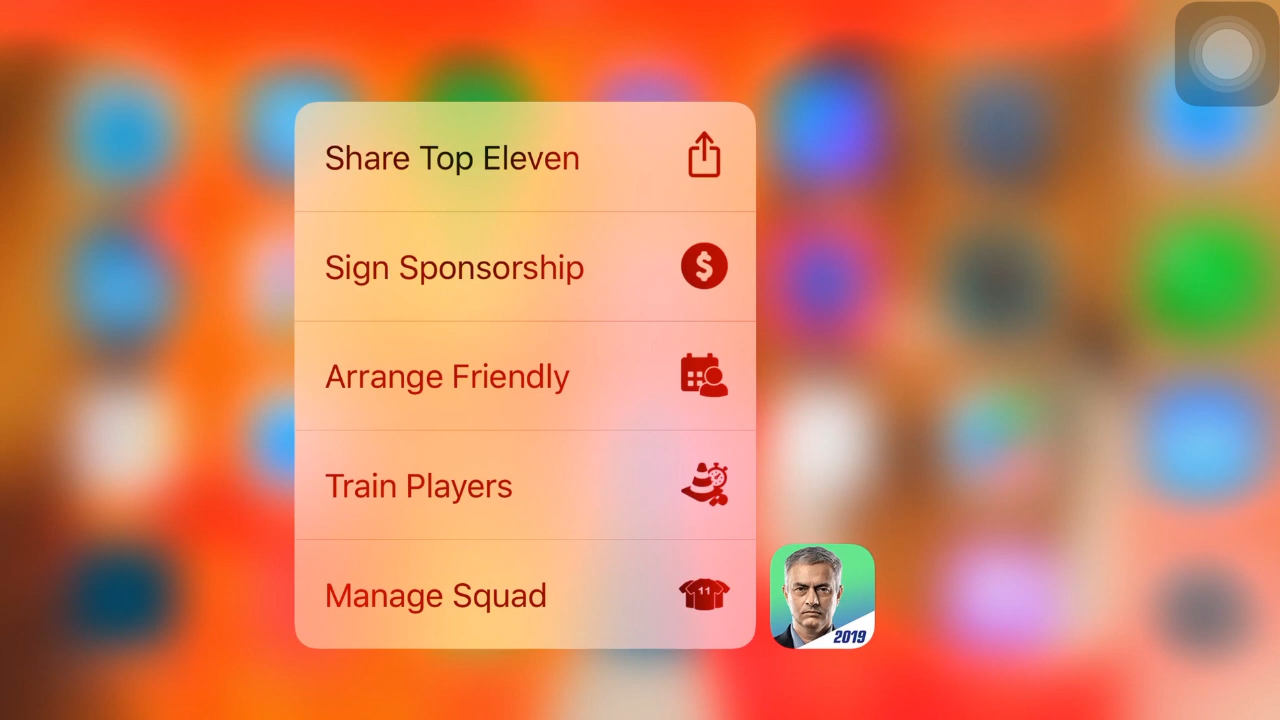 Share Top Eleven
Sign Sponsorship
Arrange Friendly
Train Players
Manage Squad
11
2019